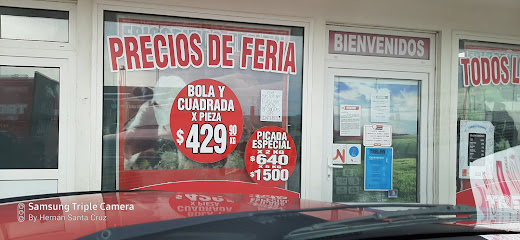 PRECIOS DE FERIA
BOLA Y
CUADRADA
X PIEZA
$429 90
KG
PICADA
ESPECIAL
X 2 KG
$640
X 5 KG
$1500
BIENVENIDOS
TODOS L
Samsung Triple Camera
By Hernan Santa Cruz